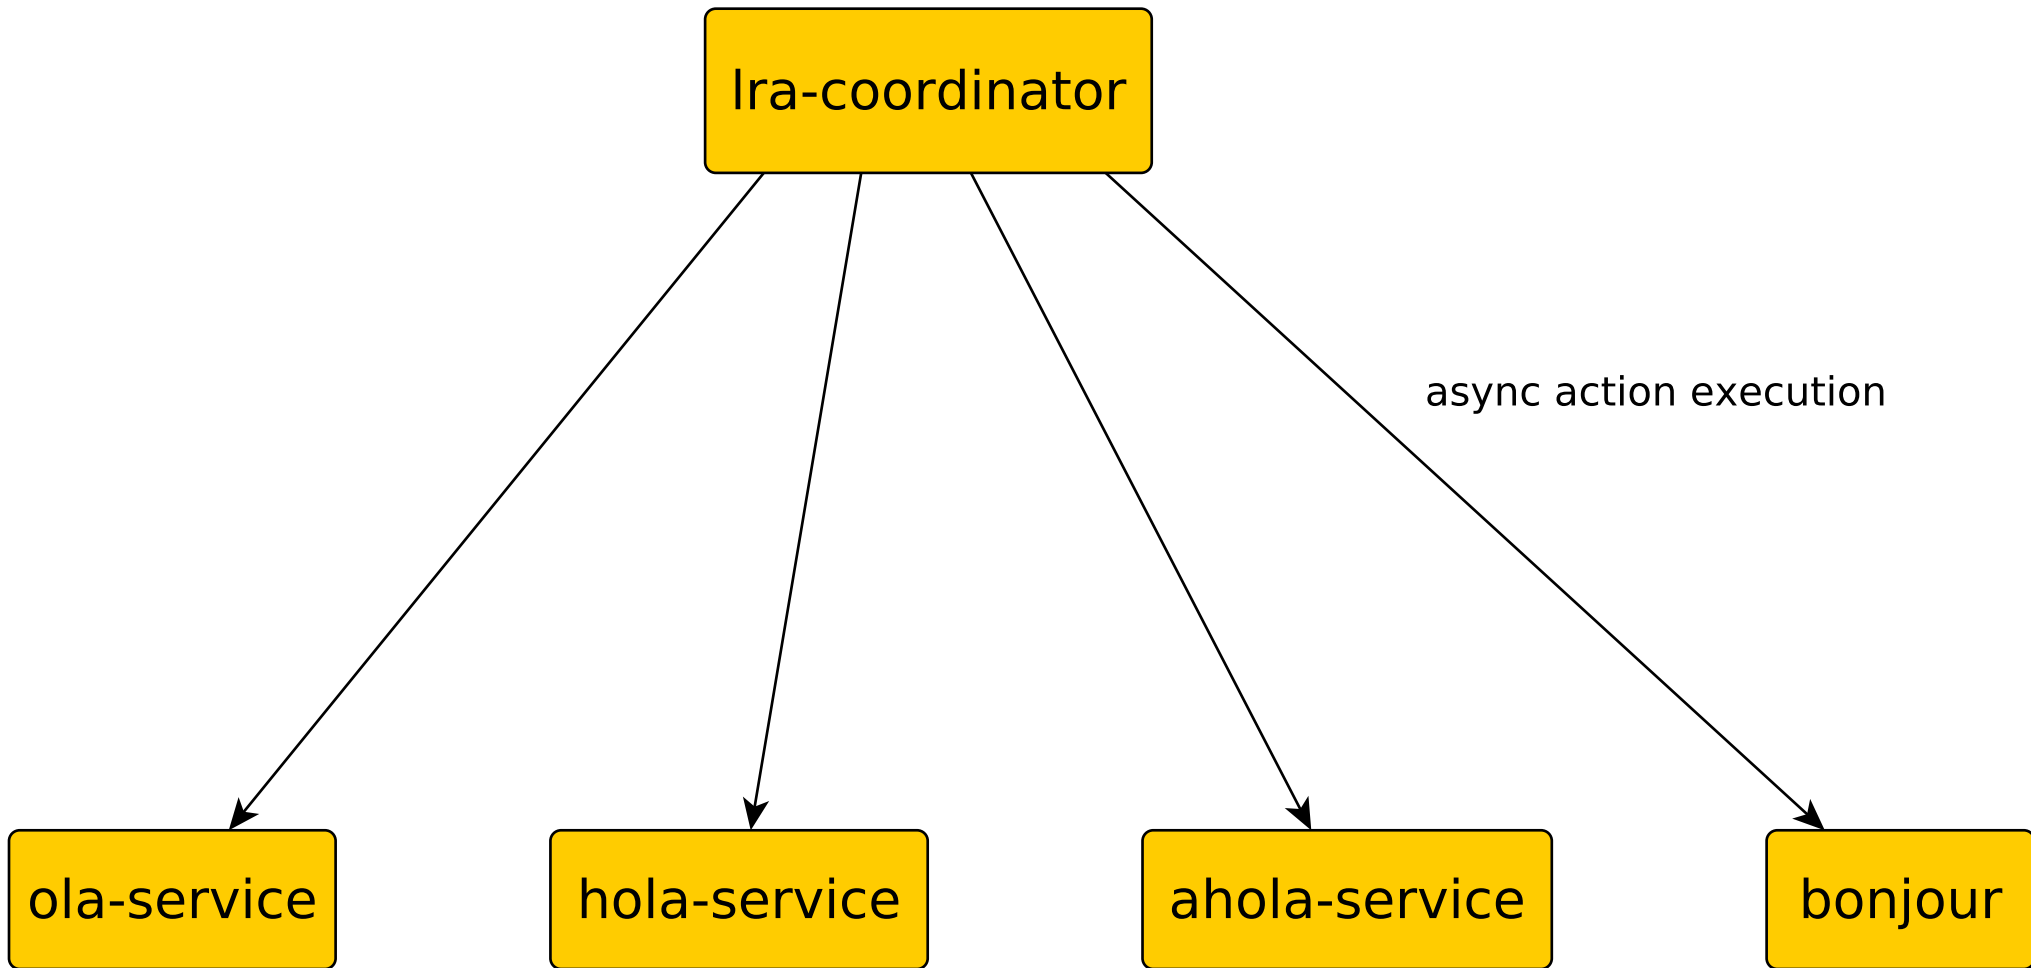 lra-coordinator
async action execution
ola-service
hola-service
ahola-service
bonjour